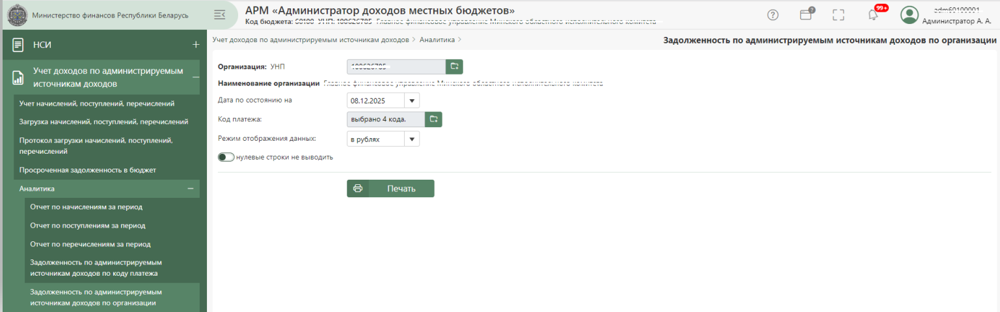 Министерство финансов Республики Беларусь
АРМ «Администратор доходов местных бюджетов»
Код бюджета: 60100 УНП: Главное финансовое управление Минского областного исполнительного комитета
?
?
99+
adm60100001
Администратор А. А.
НСИ
Учет доходов по администрируемым
источникам доходов
Учет начислений, поступлений, перечислений
Загрузка начислений, поступлений, перечислений
Протокол загрузки начислений, поступлений,
перечислений
Просроченная задолженность в бюджет
Аналитика
Отчет по начислениям за период
Отчет по поступлениям за период
Отчет по перечислениям за период
Задолженность по администрируемым
источникам доходов по коду платежа
Задолженность по администрируемым
источникам доходов по организации
Учет доходов по администрируемым источникам доходов > Аналитика >
Задолженность по администрируемым источникам доходов по организации
Организация: УНП
Наименование организации Главное финансовое управление Минского областного исполнительного комитета
Дата по состоянию на
08.12.2025
Код платежа:
выбрано 4 кода.
Режим отображения данных:
в рублях
нулевые строки не выводить
Печать